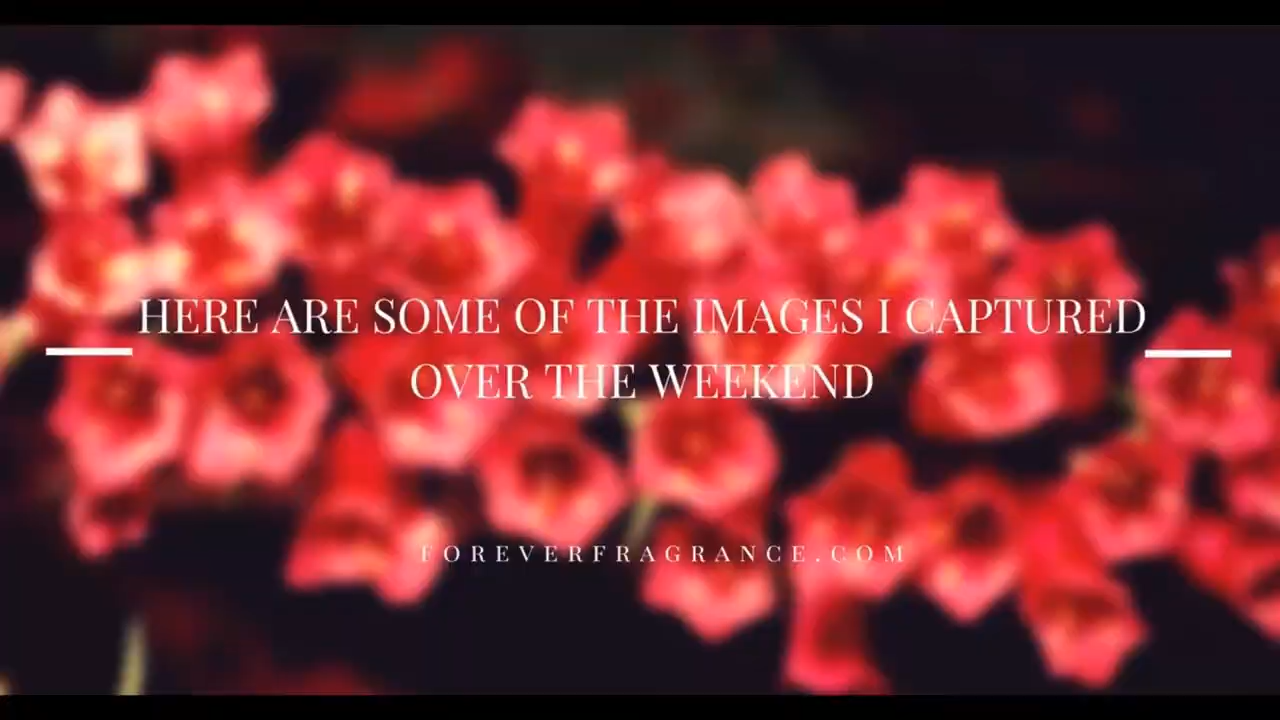 HERE ARE SOME OF THE IMAGES I CAPTURED
OVER THE WEEKEND
FOREVERFRAGRANCE.COM